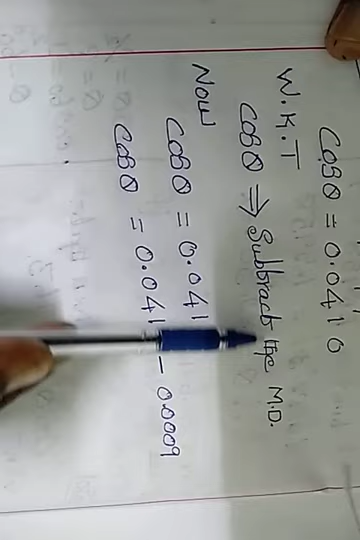 Cosθ = 0.0410
W.K.T
Cosθ ⇒ Subtract the M.D.
Now
Cosθ = 0.041
Cosθ = 0.041 - 0.0009